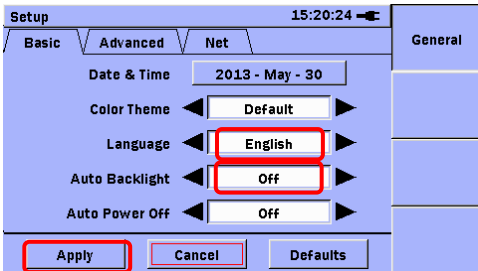 Setup 15:20:24
Basic Advanced Net General
Date & Time 2013 - May - 30
Color Theme Default
Language English
Auto Backlight Off
Auto Power Off Off
Apply Cancel Defaults